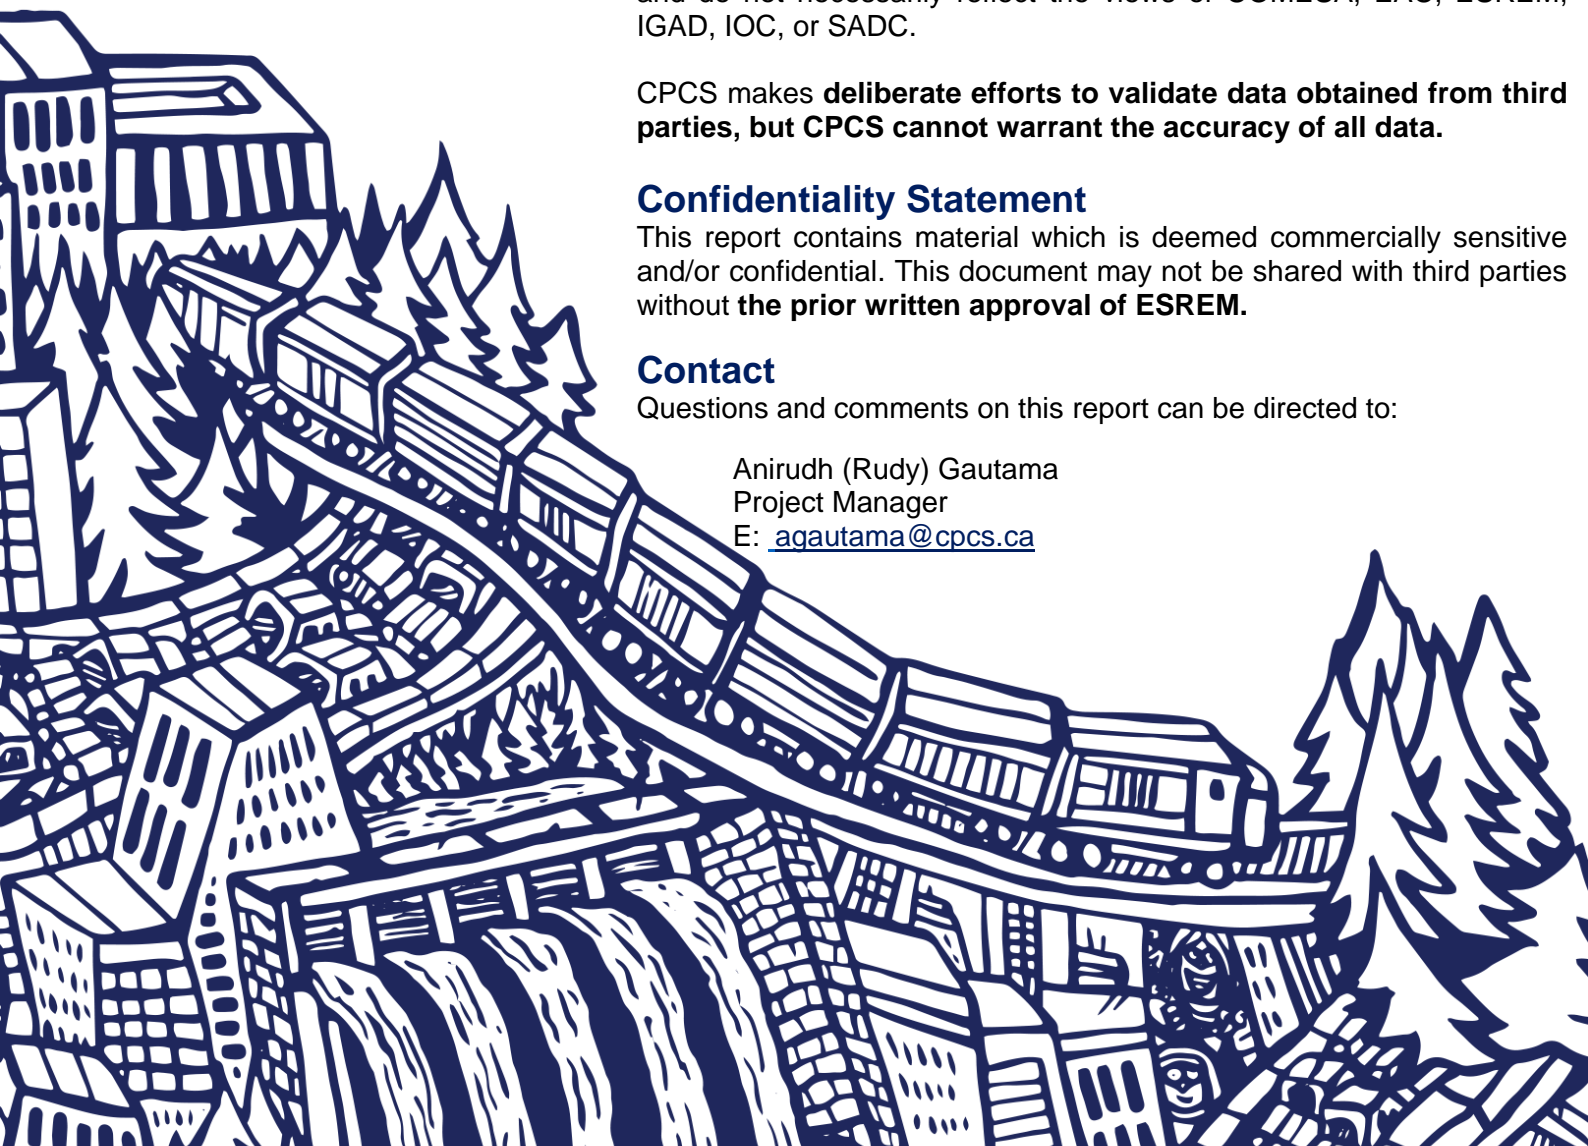 IGAD, IOC, or SADC.
CPCS makes deliberate efforts to validate data obtained from third
parties, but CPCS cannot warrant the accuracy of all data.
Confidentiality Statement
This report contains material which is deemed commercially sensitive
and/or confidential. This document may not be shared with third parties
without the prior written approval of ESREM.
Contact
Questions and comments on this report can be directed to:
Anirudh (Rudy) Gautama
Project Manager
E: agautama@cpcs.ca